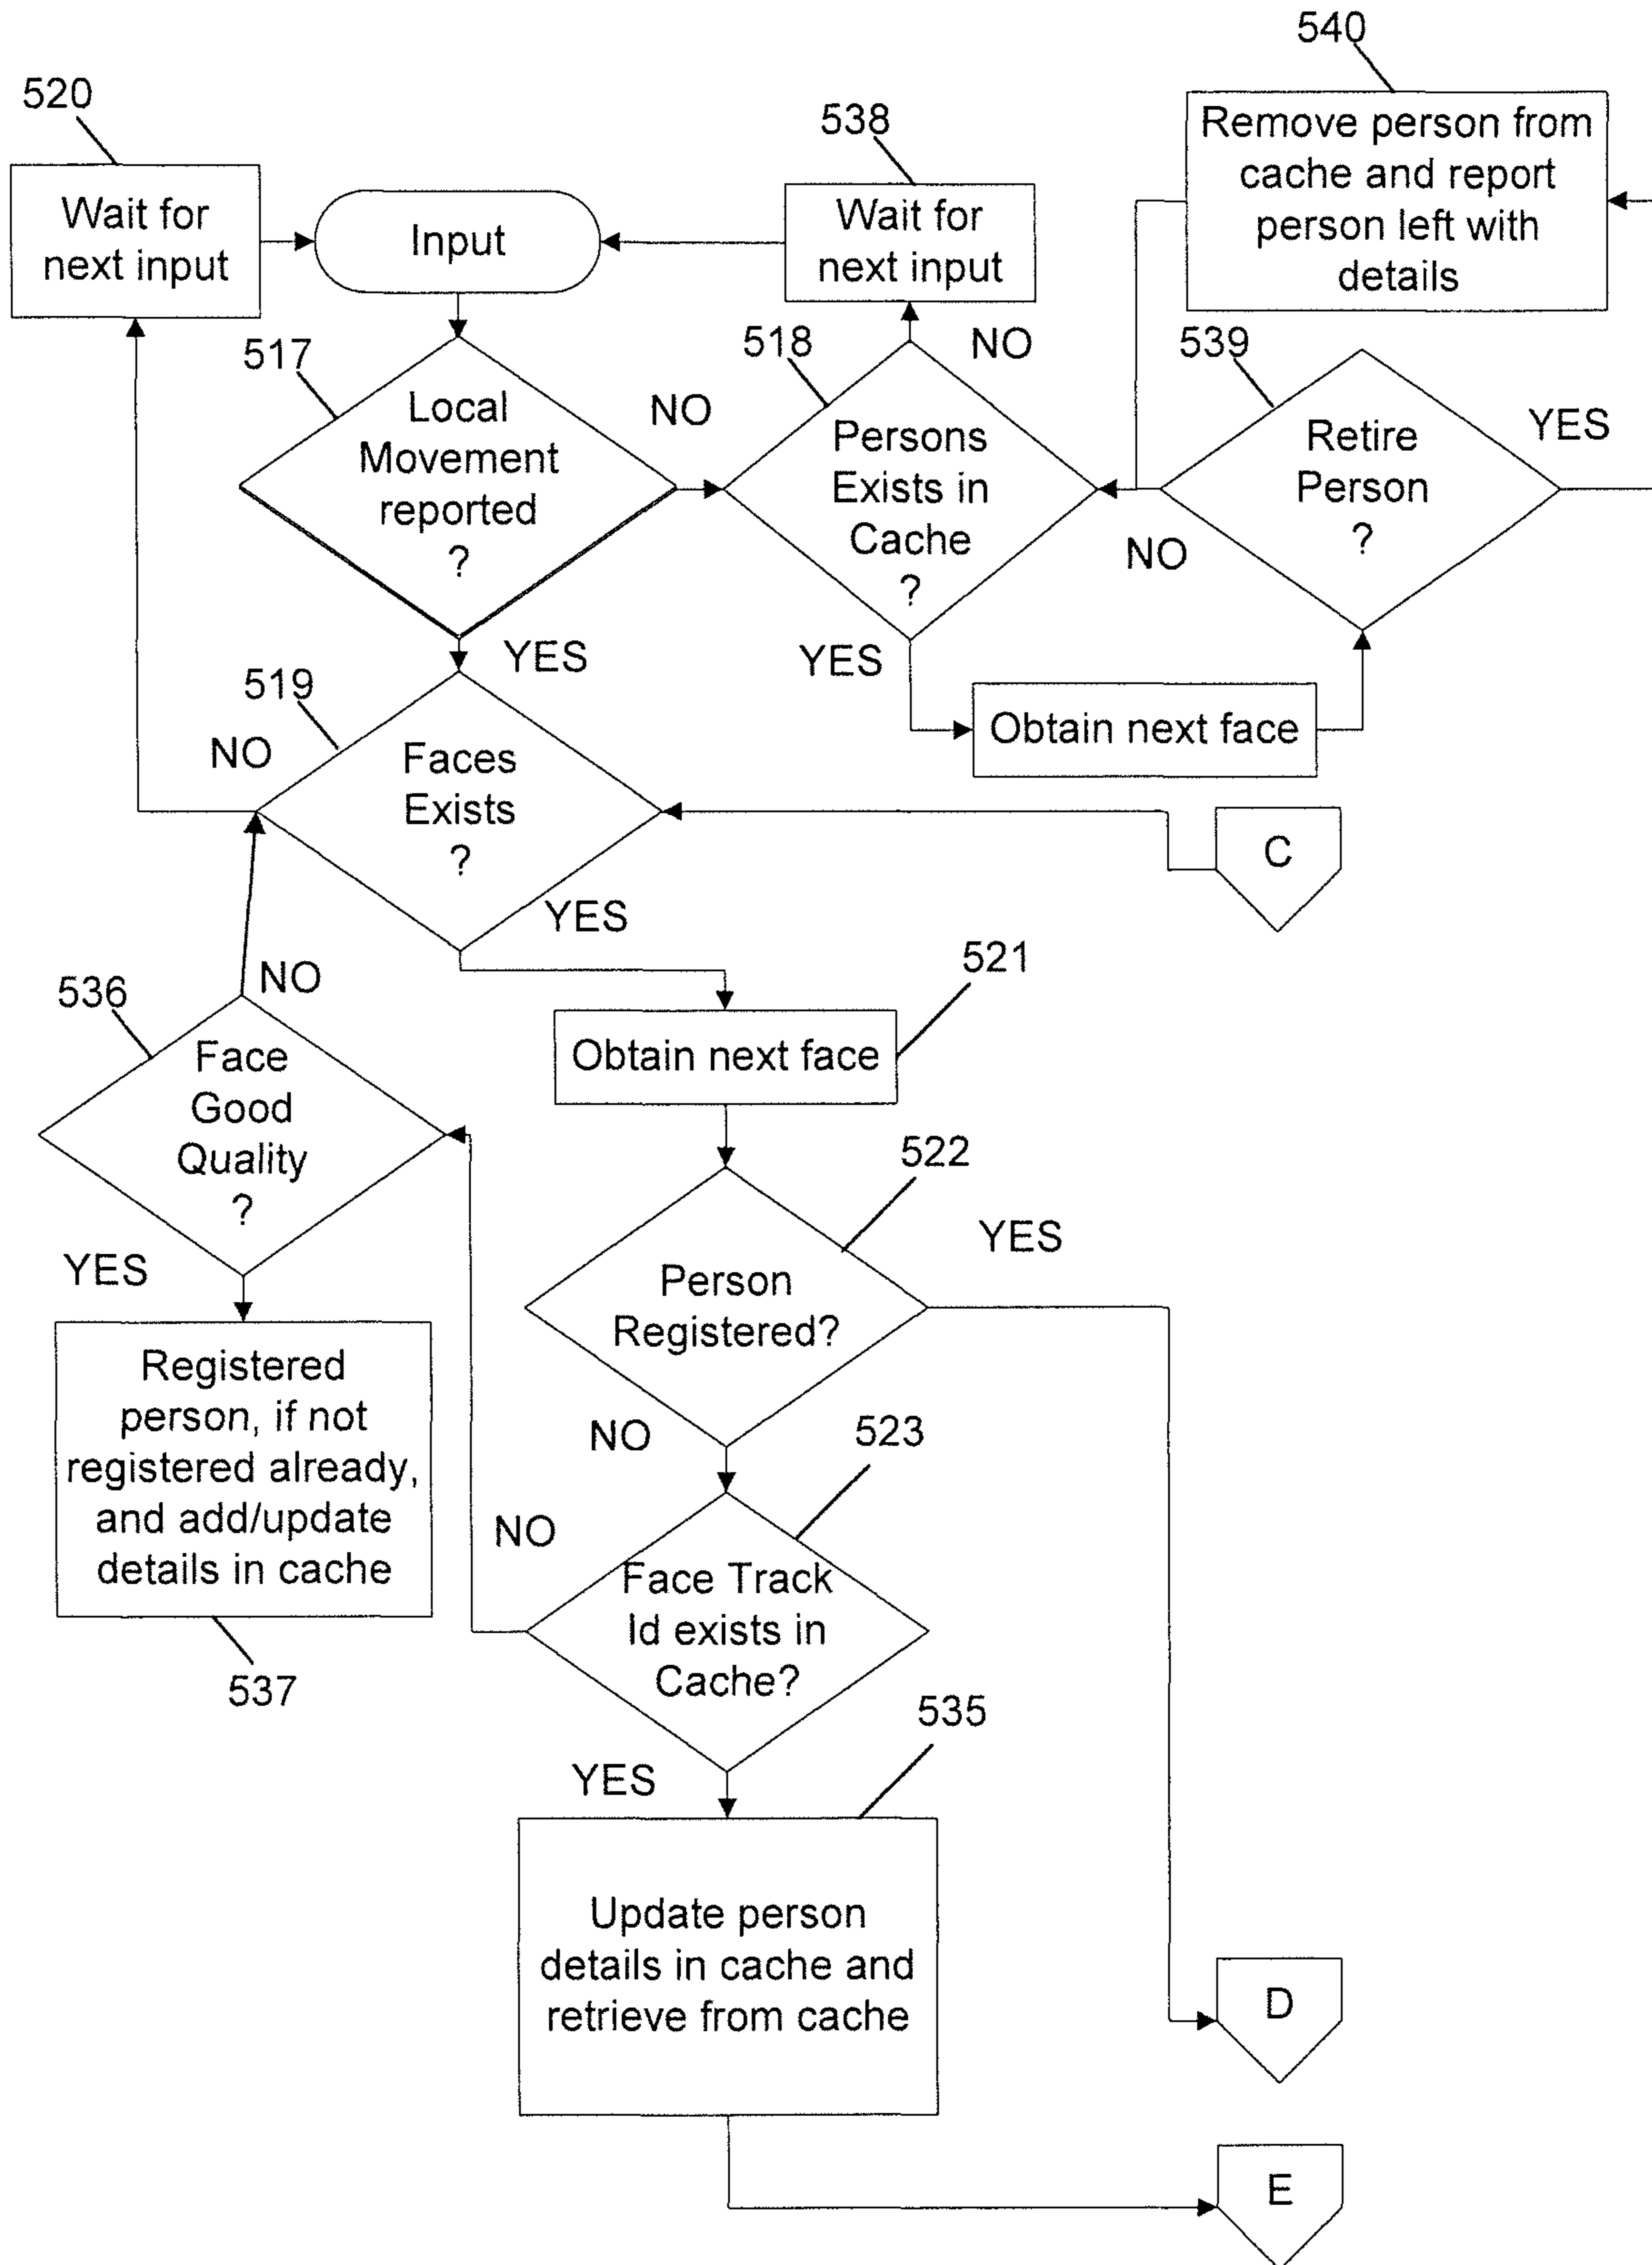 540
520
538
Remove person from
cache and report
person left with
details
Wait for
next input
Input
Wait for
next input
517
NO
518
NO
539
YES
Local
Movement
reported
?
Persons
Exists in
Cache
?
Retire
Person
?
NO
YES
YES
519
Obtain next face
NO
Faces
Exists
?
C
YES
521
536
NO
Obtain next face
Face
Good
Quality
?
522
YES
YES
Person
Registered?
Registered
person, if not
registered already,
and add/update
details in cache
NO
523
NO
Face Track
Id exists in
Cache?
537
535
YES
Update person
details in cache and
retrieve from cache
D
E